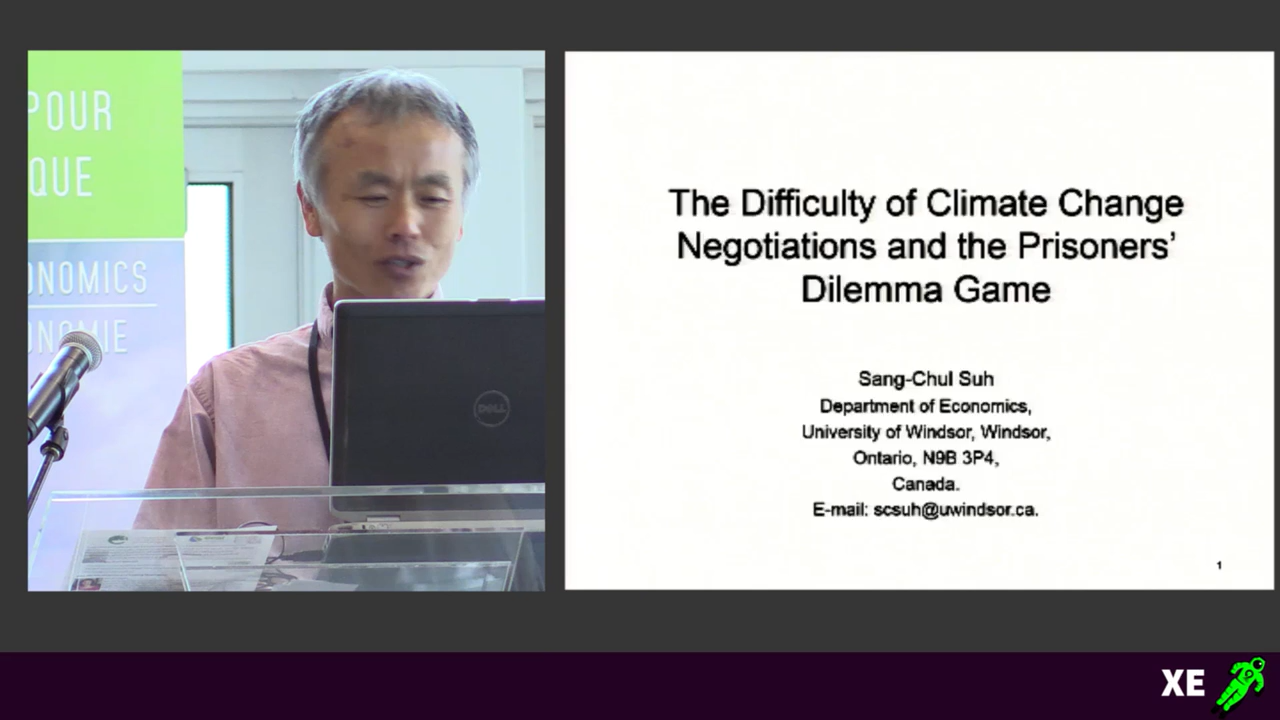 POUR
QUE
ONOMICS
ONOMIE
DELL
The Difficulty of Climate Change
Negotiations and the Prisoners’
Dilemma Game
Sang-Chul Suh
Department of Economics,
University of Windsor, Windsor,
Ontario, N9B 3P4,
Canada.
E-mail: scsuh@uwindsor.ca.
1
XE